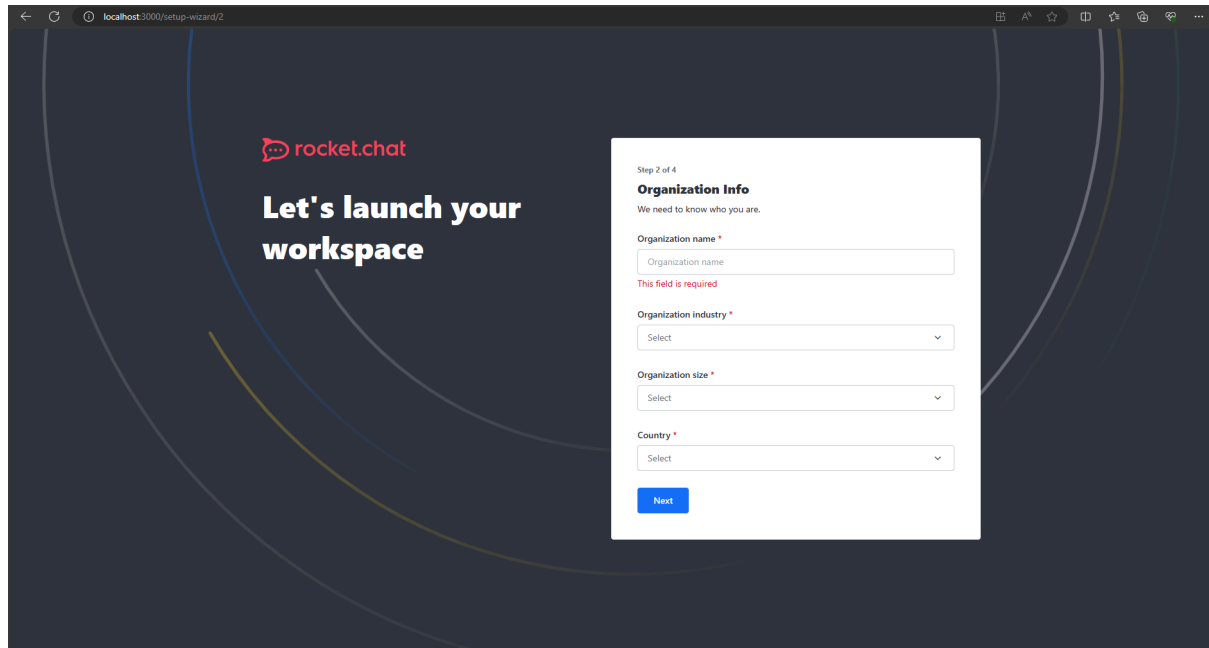 localhost:3000/setup-wizard/2
rocket.chat
Let's launch your
workspace
Step 2 of 4
Organization Info
We need to know who you are.
Organization name *
Organization name
This field is required
Organization industry *
Select
Organization size *
Select
Country *
Select
Next